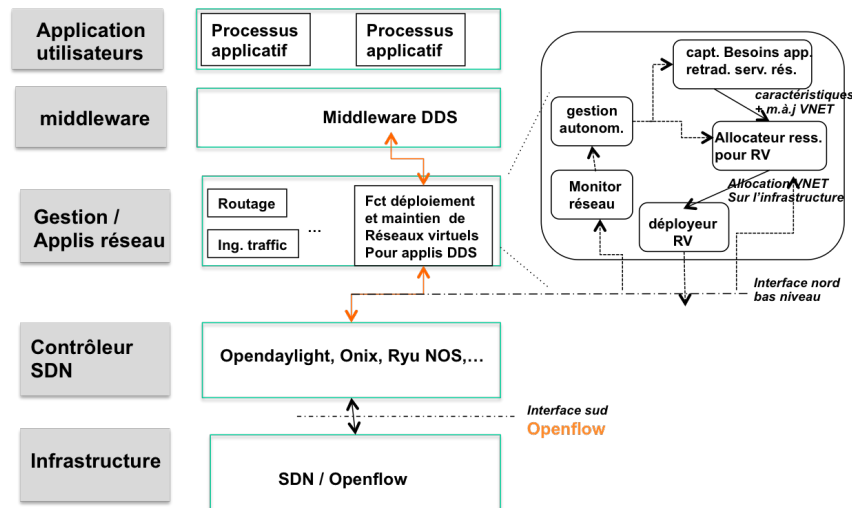 Application
utilisateurs
Processus
applicatif
Processus
applicatif
middleware
Middleware DDS
Gestion /
Applis réseau
Routage
Ing. traffic
...
Fct déploiement
et maintien de
Réseaux virtuels
Pour applis DDS
Contrôleur
SDN
Opendaylight, Onix, Ryu NOS,...
Interface sud
Openflow
Infrastructure
SDN / Openflow
capt. Besoins app.
retrad. serv. rés.
caractéristiques
+ m.à.j VNET
gestion
autonom.
Allocateur ress.
pour RV
Monitor
réseau
Allocation VNET
Sur l'infrastructure
déployeur
RV
Interface nord
bas niveau